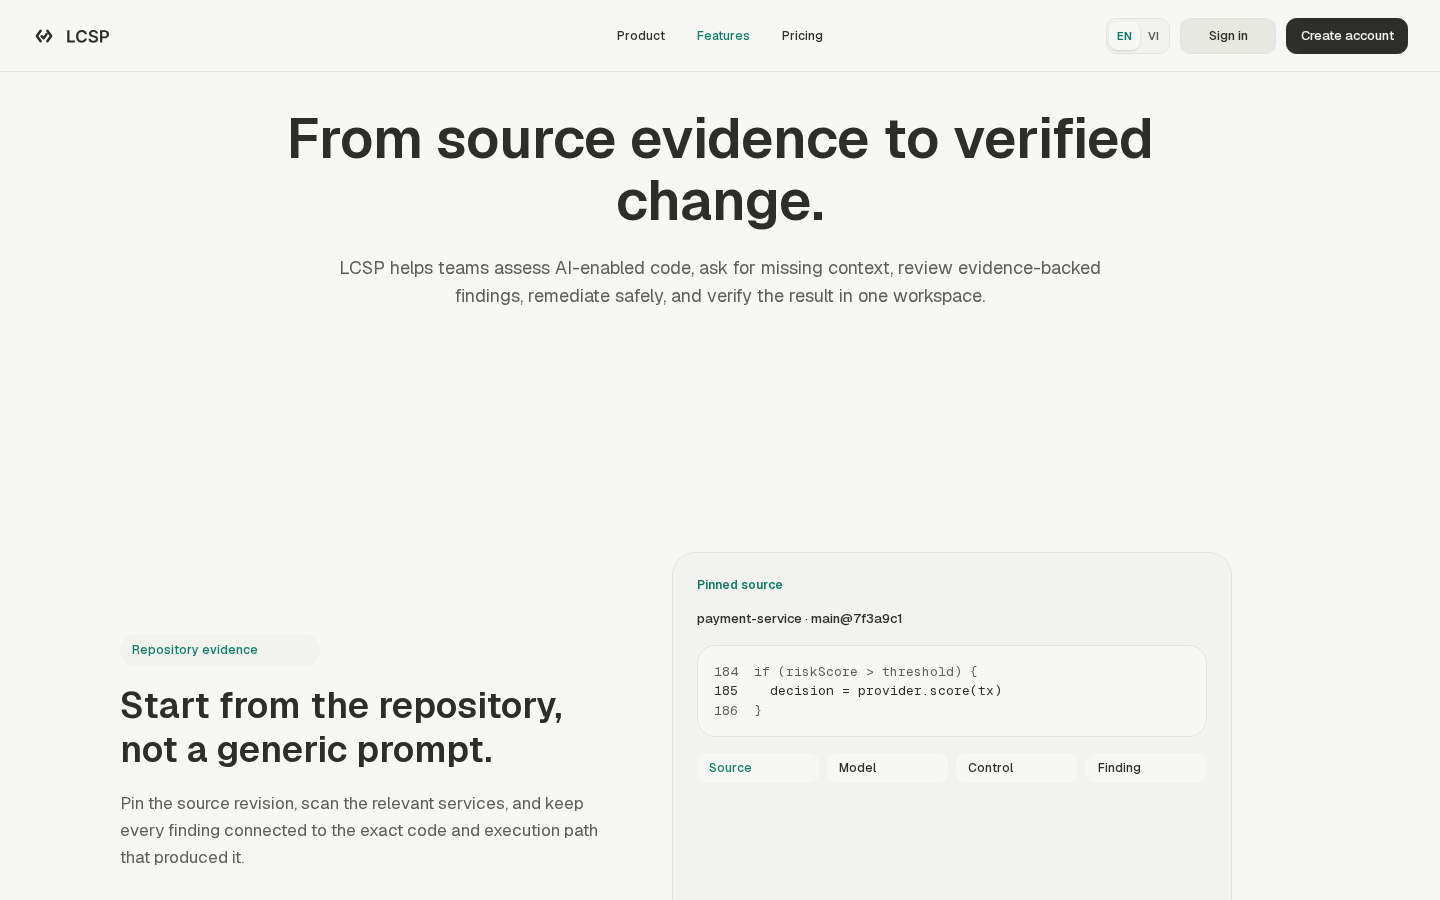 LCSP
Product
Features
Pricing
EN
VI
Sign in
Create account
From source evidence to verified
change.
LCSP helps teams assess AI-enabled code, ask for missing context, review evidence-backed
findings, remediate safely, and verify the result in one workspace.
Repository evidence
Start from the repository,
not a generic prompt.
Pin the source revision, scan the relevant services, and keep
every finding connected to the exact code and execution path
that produced it.
Pinned source
payment-service · main@7f3a9c1
184  if (riskScore > threshold) {
185    decision = provider.score(tx)
186  }
Source
Model
Control
Finding